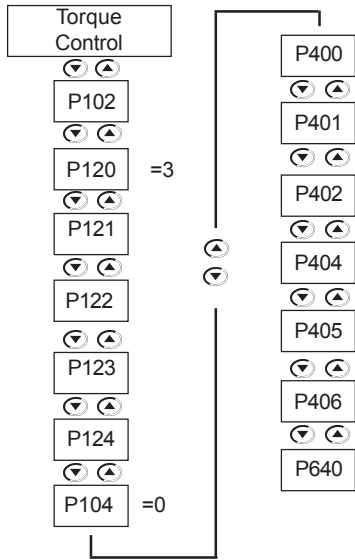 Torque
Control
P102
P120 =3
P121
P122
P123
P124
P104 =0
P400
P401
P402
P404
P405
P406
P640